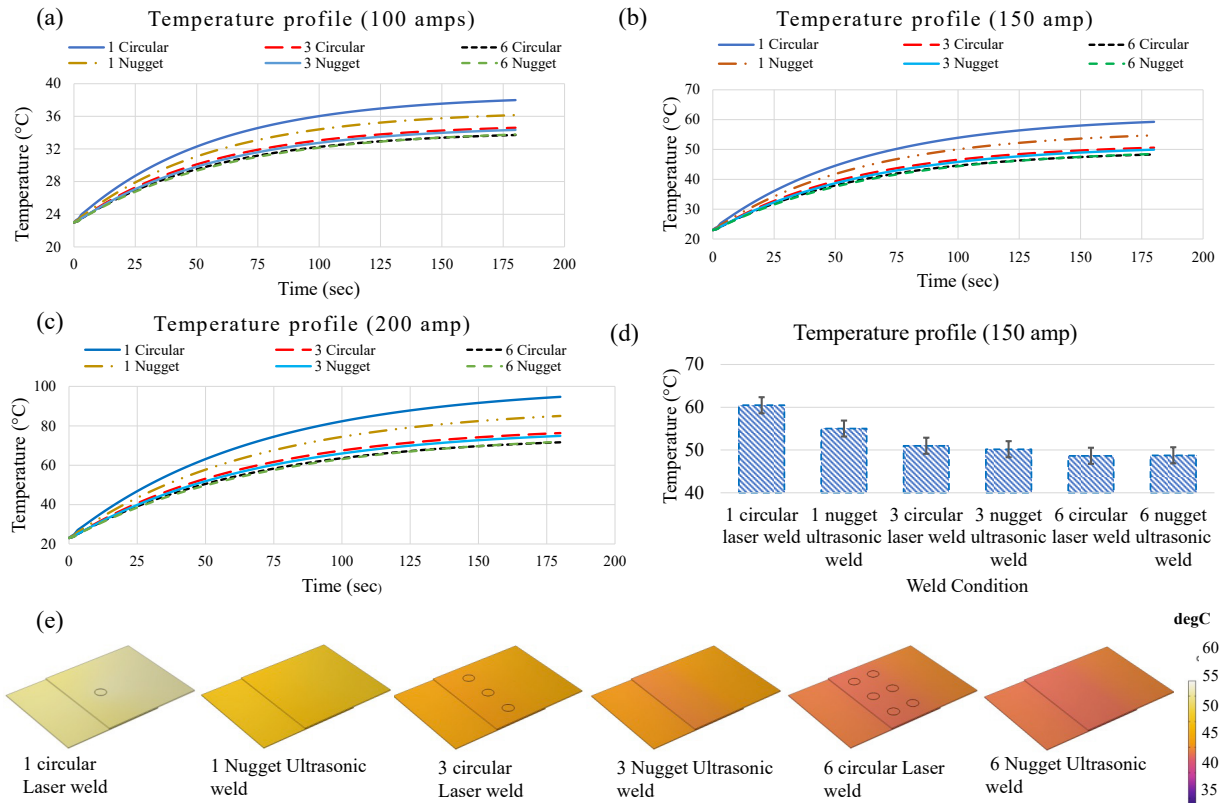 (a)
Temperature profile (100 amps)
1 Circular 3 Circular 6 Circular
1 Nugget 3 Nugget 6 Nugget
Temperature (°C)
40
36
32
28
24
20
0 25 50 75 100 125 150 175 200
Time (sec)
(b)
Temperature profile (150 amp)
1 Circular 3 Circular 6 Circular
1 Nugget 3 Nugget 6 Nugget
Temperature (°C)
70
60
50
40
30
20
0 25 50 75 100 125 150 175 200
Time (sec)
(c)
Temperature profile (200 amp)
1 Circular 3 Circular 6 Circular
1 Nugget 3 Nugget 6 Nugget
Temperature (°C)
100
80
60
40
20
0 25 50 75 100 125 150 175 200
Time (sec)
(d)
Temperature profile (150 amp)
Temperature (°C)
70
60
50
40
1 circular 1 nugget 3 circular 3 nugget 6 circular 6 nugget
laser weld ultrasonic laser weld ultrasonic laser weld ultrasonic
weld weld weld
Weld Condition
(e)
degC
60
°
55
50
45
40
35
1 circular
Laser weld
1 Nugget Ultrasonic
weld
3 circular
Laser weld
3 Nugget Ultrasonic
weld
6 circular Laser
weld
6 Nugget Ultrasonic
weld